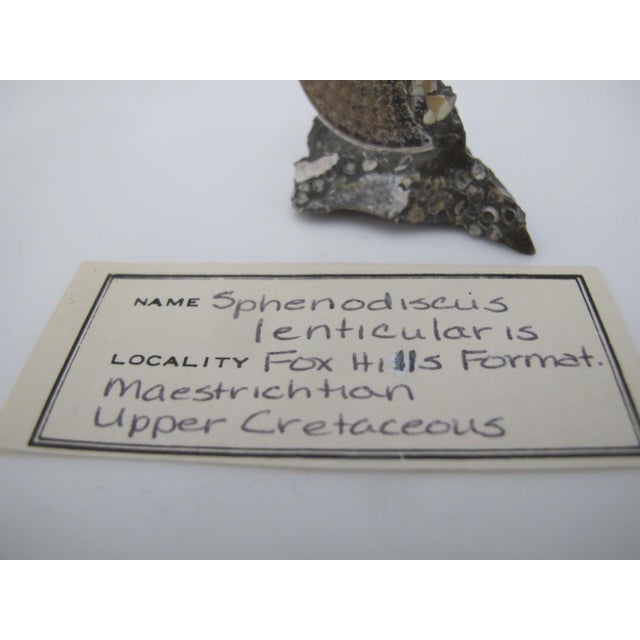 NAME Sphenodiscus
lenticularis
LOCALITY Fox Hills Format.
Maestrichtian
Upper Cretaceous